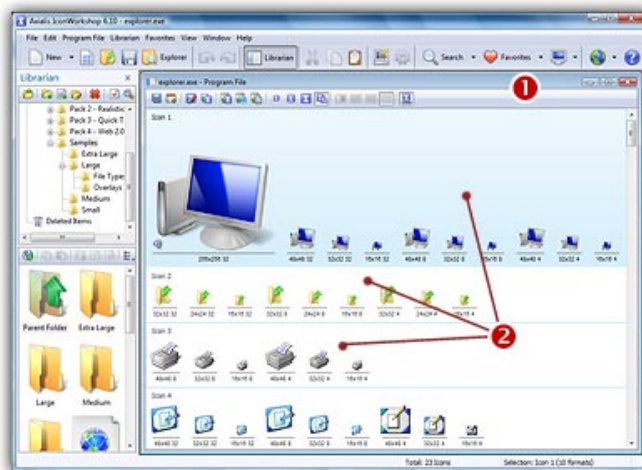 Axialis IconWorkshop 6.10 - explorer.exe
File Edit Program File Librarian Favorites View Window Help
New Explorer Librarian Search Favorites
Librarian
Pack 2 - Realistic
Pack 3 - Quick T
Pack 4 - Web 2.0
Samples
Extra Large
Large
File Type
Overlays
Medium
Small
Deleted Items
Parent Folder Extra Large
Large Medium
explorer.exe - Program File
1
Icon 1
256x256 32 48x48 32 32x32 32 16x16 32 48x48 8 32x32 8 16x16 8 48x48 4 32x32 4 16x16 4
Icon 2
32x32 32 24x24 32 16x16 32 32x32 8 24x24 8 16x16 8 32x32 4 24x24 4 16x16 4
2
Icon 3
48x48 8 32x32 8 16x16 8 48x48 4 32x32 4 16x16 4
Icon 4
48x48 32 32x32 32 16x16 32 48x48 8 32x32 8 16x16 8 48x48 4 32x32 4 16x16 4
Total: 23 Icons Selection: Icon 1 (10 formats)